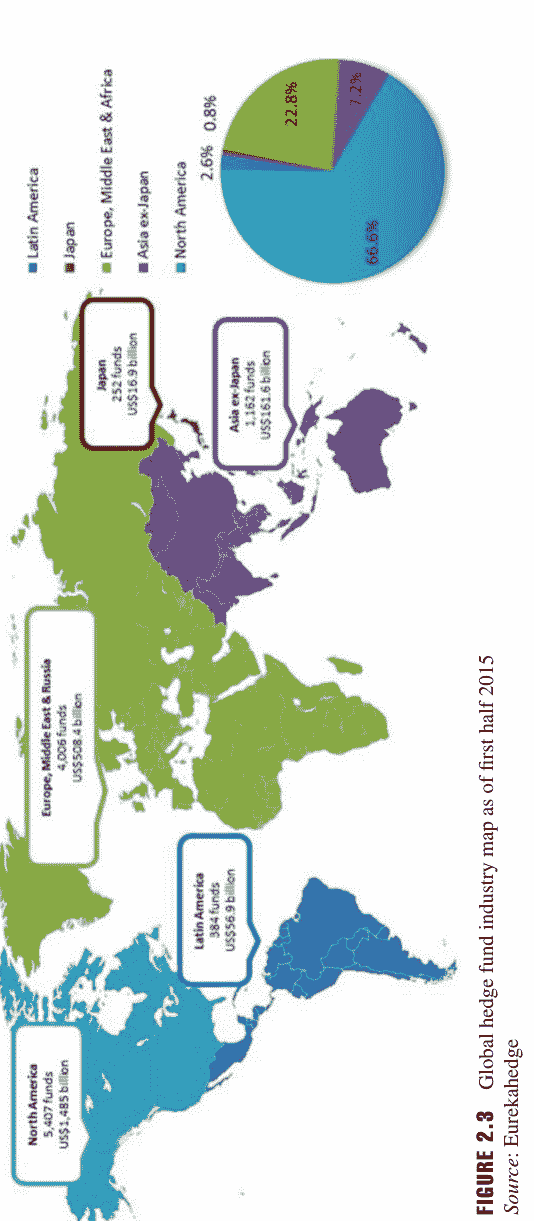 North America
5,407 funds
US$1,485 billion
Europe, Middle East & Russia
4,006 funds
US$508.4 billion
Japan
252 funds
US$16.9 billion
Latin America
384 funds
US$56.9 billion
Asia ex-Japan
1,162 funds
US$161.6 billion
Latin America
Japan
Europe, Middle East & Africa
Asia ex-Japan
North America
2.6%
0.8%
22.8%
7.2%
66.6%
FIGURE 2.3 Global hedge fund industry map as of first half 2015
Source: Eurekahedge